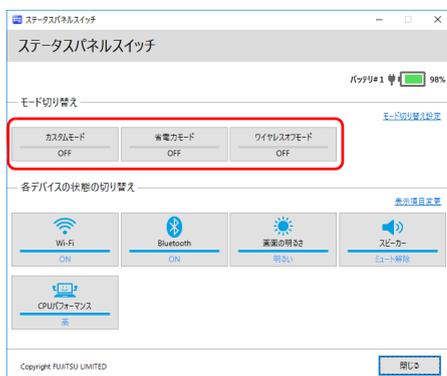 ステータスパネルスイッチ
ステータスパネルスイッチ
バッテリ#1 98%
モード切り替え
モード切り替え設定
カスタムモード 省電力モード ワイヤレスオフモード
OFF OFF OFF
各デバイスの状態の切り替え
表示項目変更
Wi-Fi Bluetooth 画面の明るさ スピーカー
ON ON 明るい ミュート解除
CPUパフォーマンス
高
Copyright FUJITSU LIMITED 閉じる